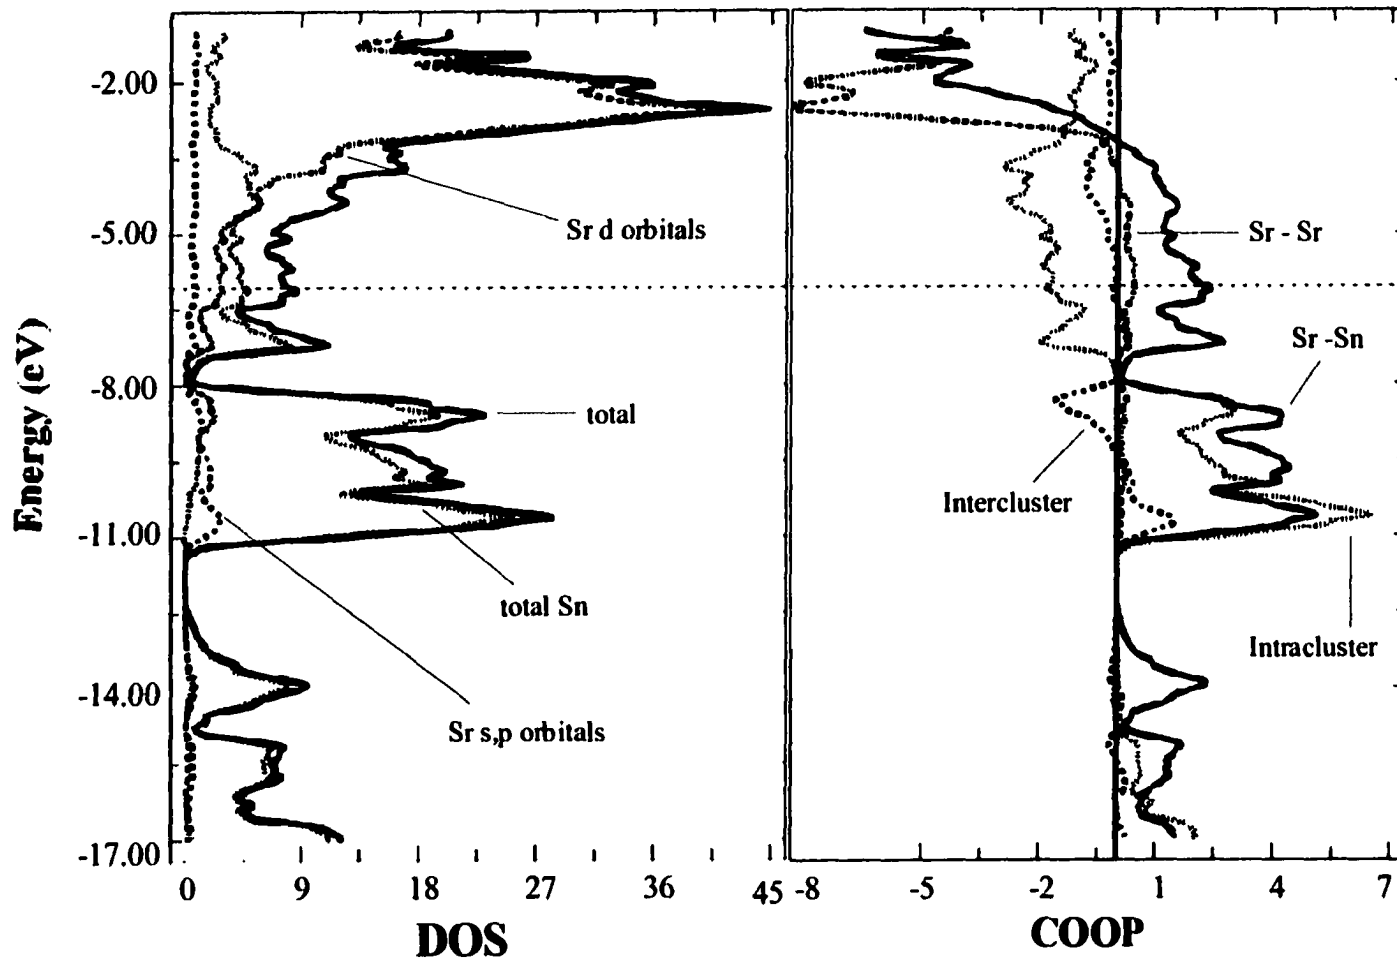 -2.00
-5.00
-8.00
-11.00
-14.00
-17.00
Energy (eV)
Sr d orbitals
total
total Sn
Sr s,p orbitals
0 9 18 27 36 45
DOS
Sr - Sr
Sr -Sn
Intercluster
Intracluster
-8 -5 -2 1 4 7
COOP